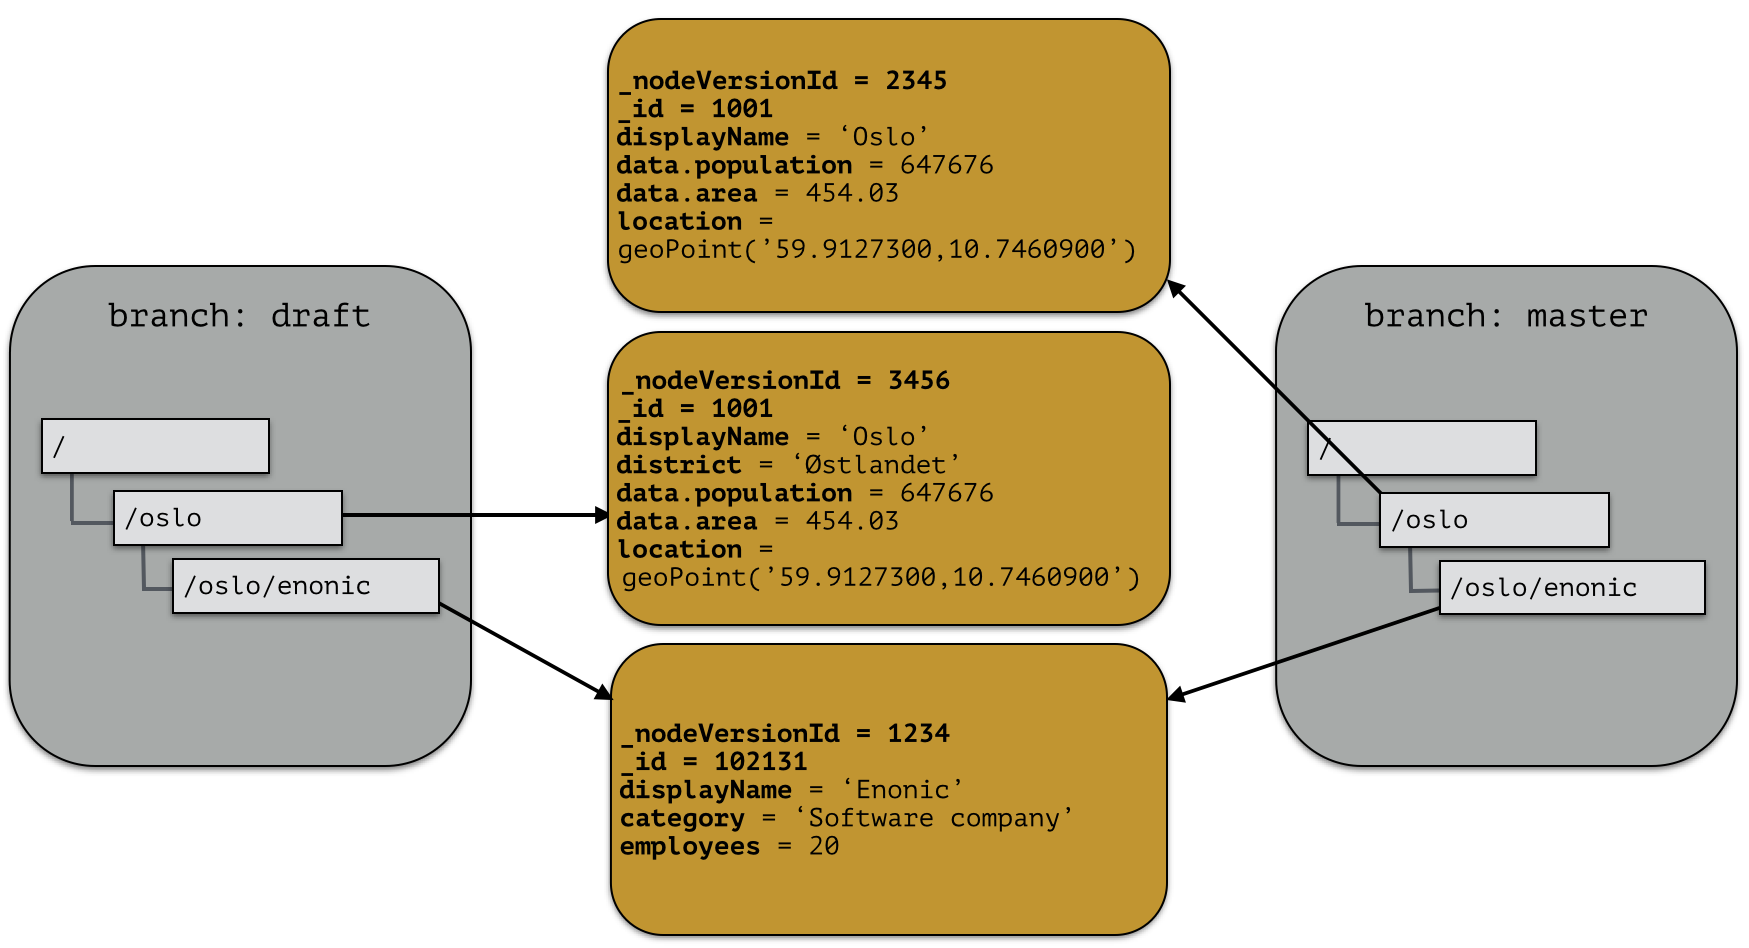 _nodeVersionId = 2345
_id = 1001
displayName = ‘Oslo’
data.population = 647676
data.area = 454.03
location =
geoPoint(’59.9127300,10.7460900’)
branch: draft
/
/oslo
/oslo/enonic
_nodeVersionId = 3456
_id = 1001
displayName = ‘Oslo’
district = ‘Østlandet’
data.population = 647676
data.area = 454.03
location =
geoPoint(’59.9127300,10.7460900’)
branch: master
/
/oslo
/oslo/enonic
_nodeVersionId = 1234
_id = 102131
displayName = ‘Enonic’
category = ‘Software company’
employees = 20